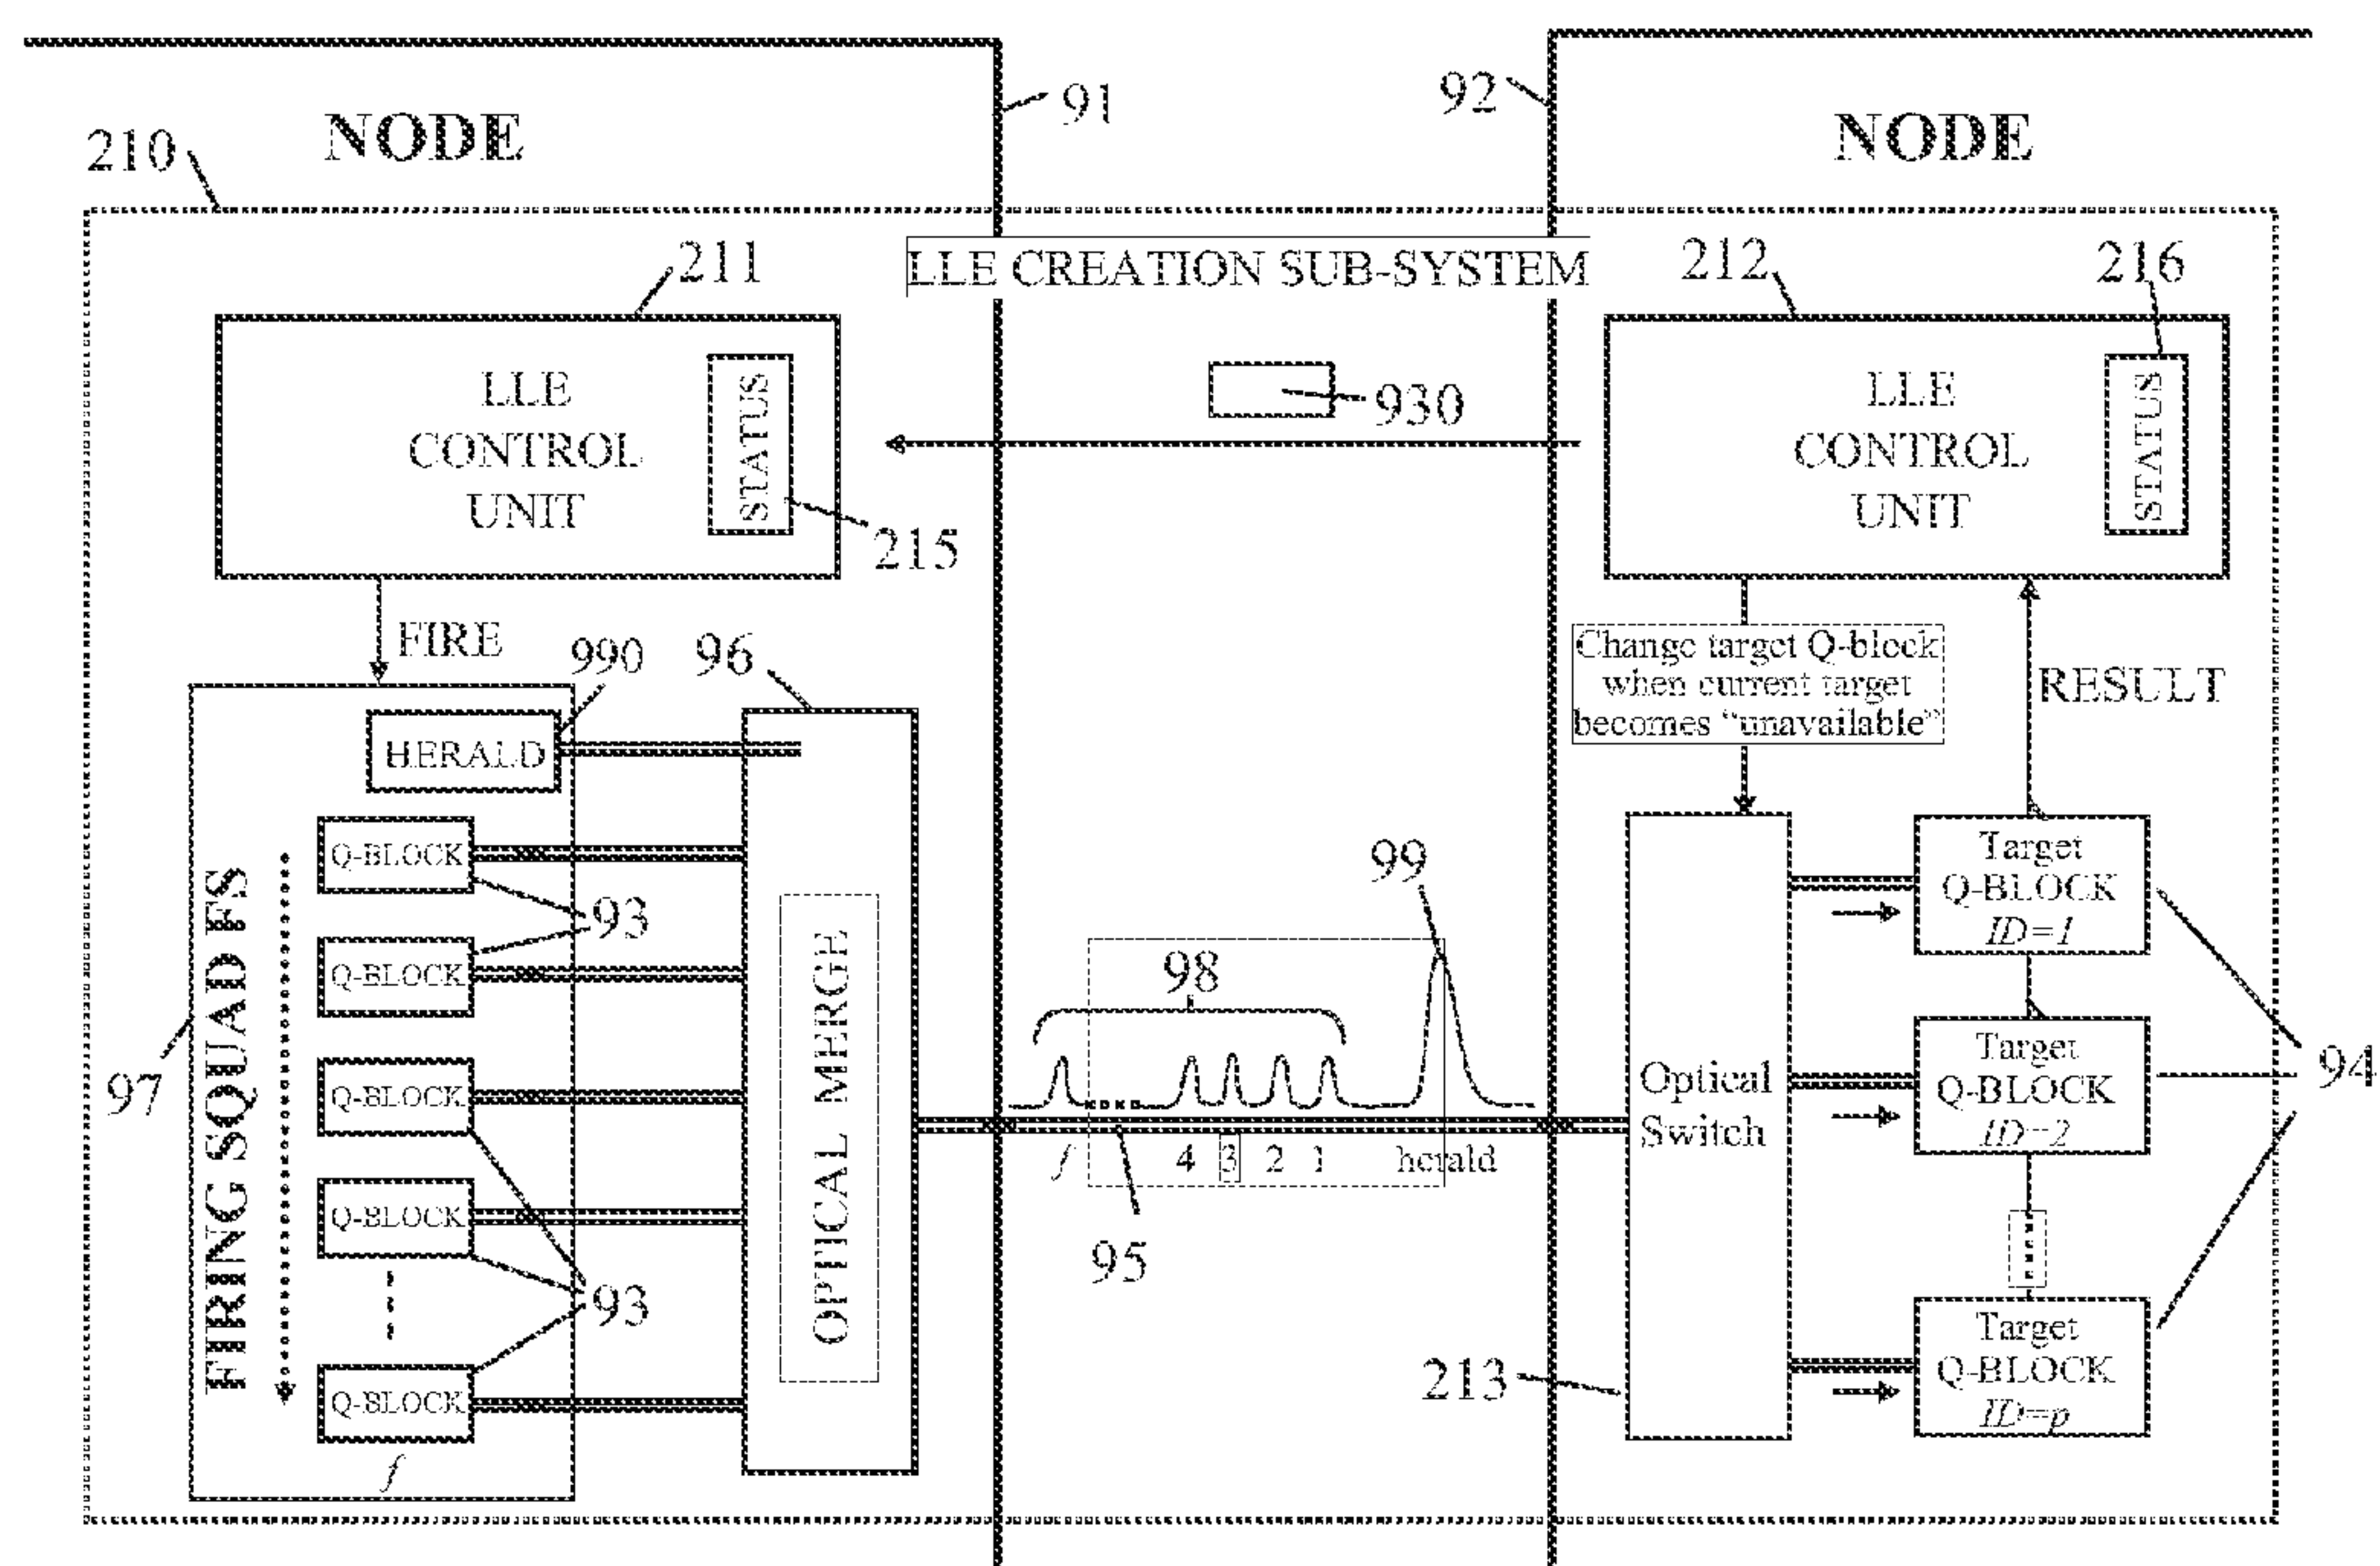 NODE
91
92
NODE
210
LLE CREATION SUB-SYSTEM
211
212
216
LLE
CONTROL
UNIT
STATUS
215
930
LLE
CONTROL
UNIT
STATUS
FIRE
990
96
Change target Q-block
when current target
becomes "unavailable"
RESULT
HERALD
Q-BLOCK
93
Q-BLOCK
Q-BLOCK
Q-BLOCK
93
Q-BLOCK
f
FIRING SQUAD FS
97
OPTICAL MERGE
98
99
f
4
3
2
1
herald
95
Optical
Switch
213
Target
Q-BLOCK
ID=1
Target
Q-BLOCK
ID=2
Target
Q-BLOCK
ID=p
94